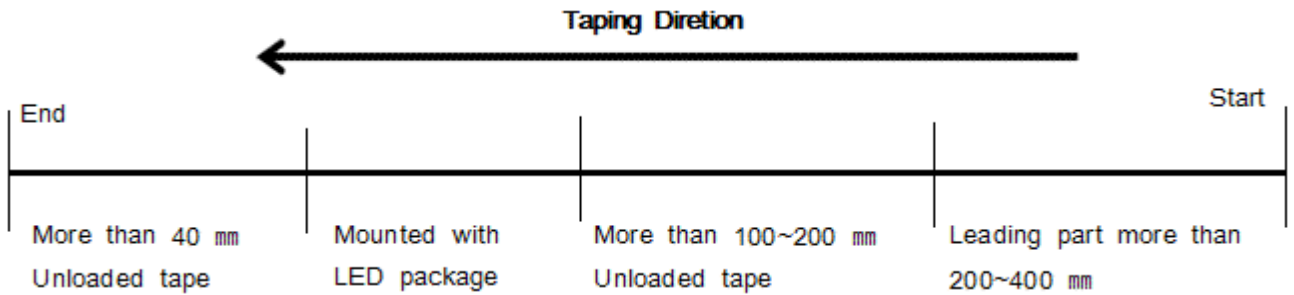 Taping Diretion
End
Start
More than 40 ㎜
Unloaded tape
Mounted with
LED package
More than 100~200 ㎜
Unloaded tape
Leading part more than
200~400 ㎜